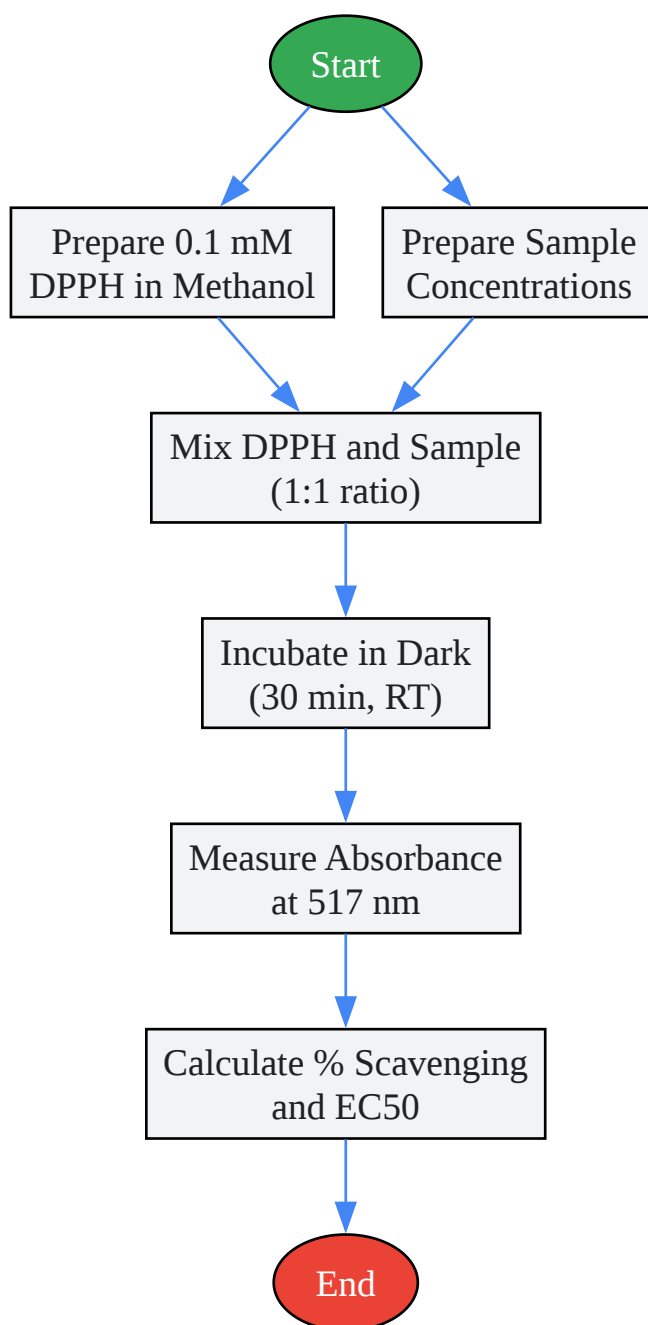 Start
Prepare 0.1 mM
DPPH in Methanol
Prepare Sample
Concentrations
Mix DPPH and Sample
(1:1 ratio)
Incubate in Dark
(30 min, RT)
Measure Absorbance
at 517 nm
Calculate % Scavenging
and EC50
End